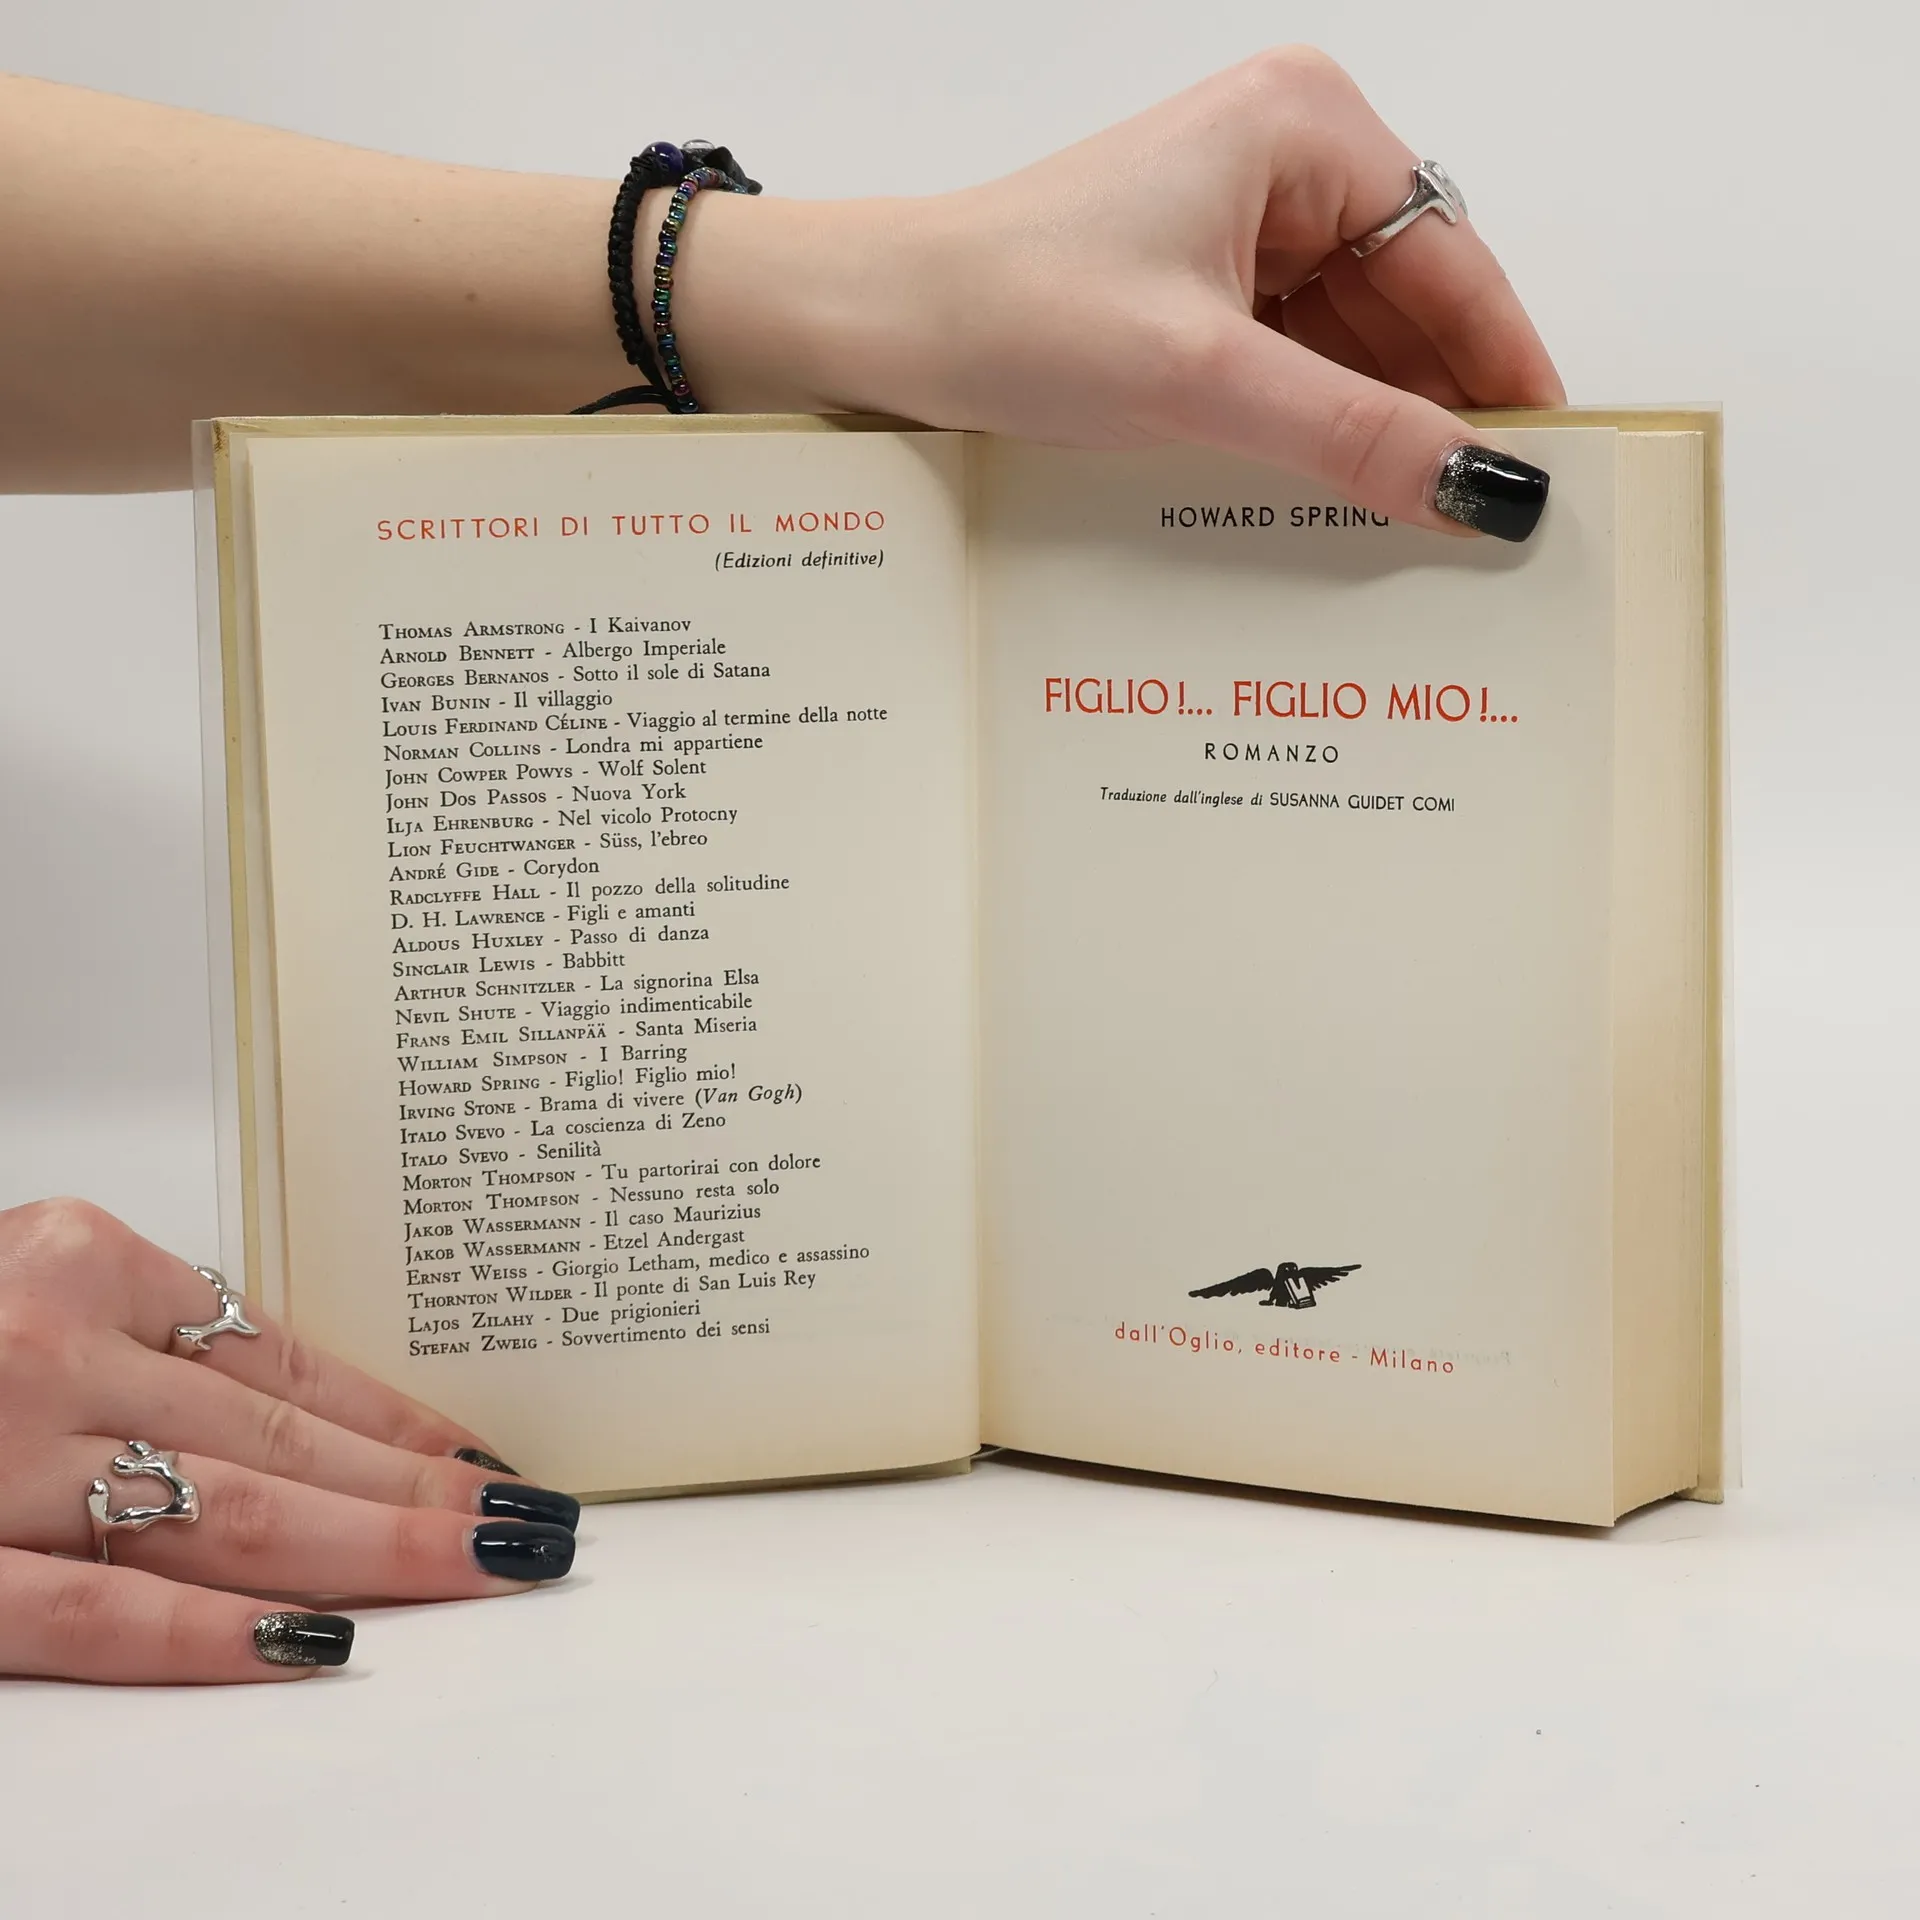 SCRITTORI DI TUTTO IL MONDO
(Edizioni definitive)
THOMAS ARMSTRONG - I Kaivanov
ARNOLD BENNETT - Albergo Imperiale
GEORGES BERNANOS - Sotto il sole di Satana
IVAN BUNIN - Il villaggio
LOUIS FERDINAND CÉLINE - Viaggio al termine della notte
NORMAN COLLINS - Londra mi appartiene
JOHN COWPER POWYS - Wolf Solent
JOHN DOS PASSOS - Nuova York
ILJA EHRENBURG - Nel vicolo Protocny
LION FEUCHTWANGER - Süss, l'ebreo
ANDRÉ GIDE - Corydon
RADCLYFFE HALL - Il pozzo della solitudine
D. H. LAWRENCE - Figli e amanti
ALDOUS HUXLEY - Passo di danza
SINCLAIR LEWIS - Babbitt
ARTHUR SCHNITZLER - La signorina Elsa
NEVIL SHUTE - Viaggio indimenticabile
FRANS EMIL SILLANPÄÄ - Santa Miseria
WILLIAM SIMPSON - I Barring
HOWARD SPRING - Figlio! Figlio mio!
IRVING STONE - Brama di vivere (Van Gogh)
ITALO SVEVO - La coscienza di Zeno
ITALO SVEVO - Senilità
MORTON THOMPSON - Tu partorirai con dolore
MORTON THOMPSON - Nessuno resta solo
JAKOB WASSERMANN - Il caso Maurizius
JAKOB WASSERMANN - Etzel Andergast
ERNST WEISS - Giorgio Letham, medico e assassino
THORNTON WILDER - Il ponte di San Luis Rey
LAJOS ZILAHY - Due prigionieri
STEFAN ZWEIG - Sovvertimento dei sensi
HOWARD SPRING
FIGLIO!... FIGLIO MIO!...
ROMANZO
Traduzione dall'inglese di SUSANNA GUIDET COMI
dall'Oglio, editore - Milano